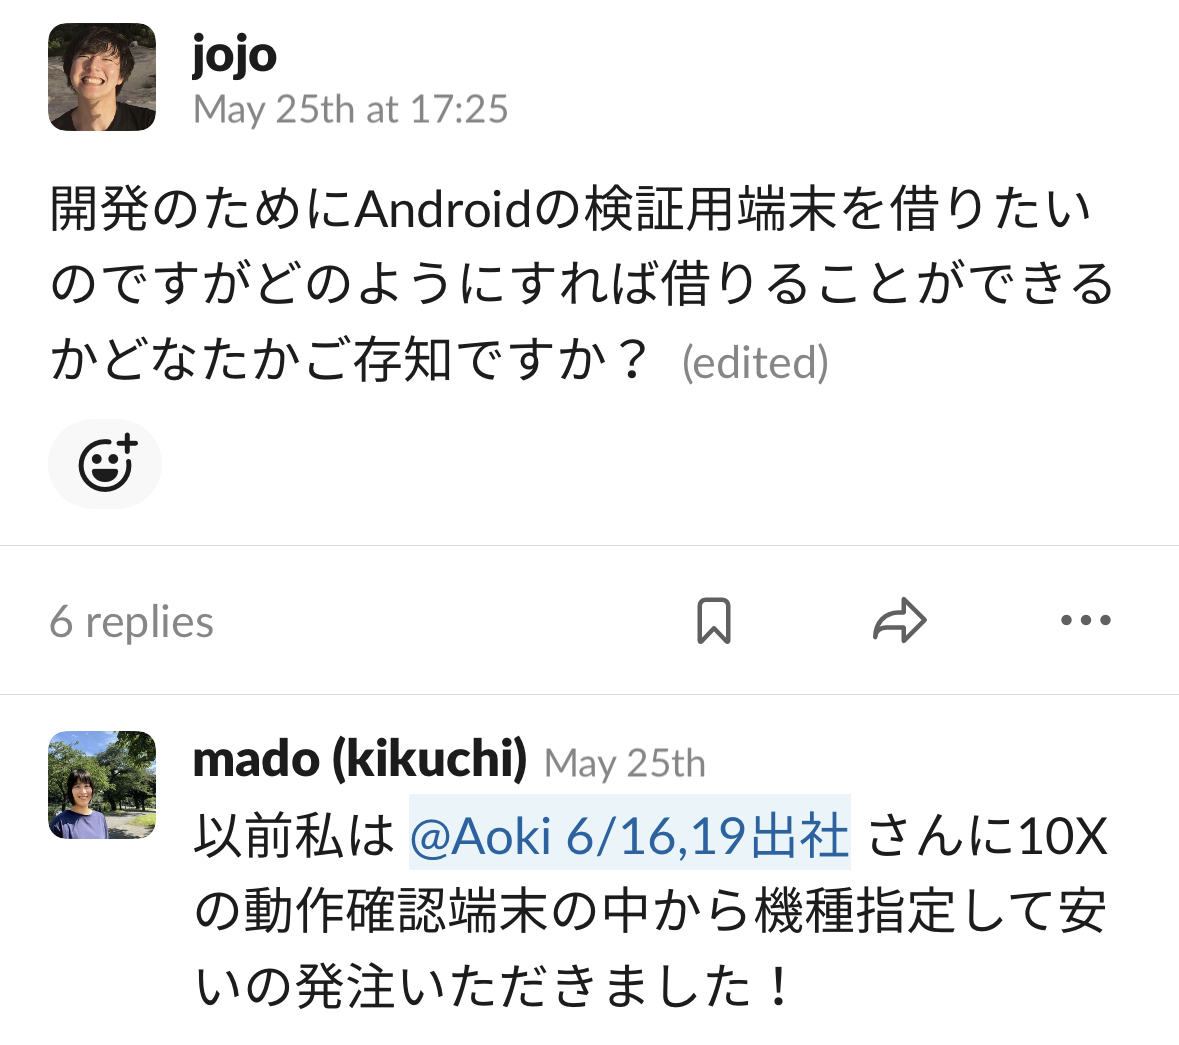 jojo
May 25th at 17:25
開発のためにAndroidの検証用端末を借りたい
のですがどのようにすれば借りることができる
かどなたかご存知ですか？ (edited)
6 replies
mado (kikuchi) May 25th
以前私は @Aoki 6/16,19出社 さんに10X
の動作確認端末の中から機種指定して安
いの発注いただきました！